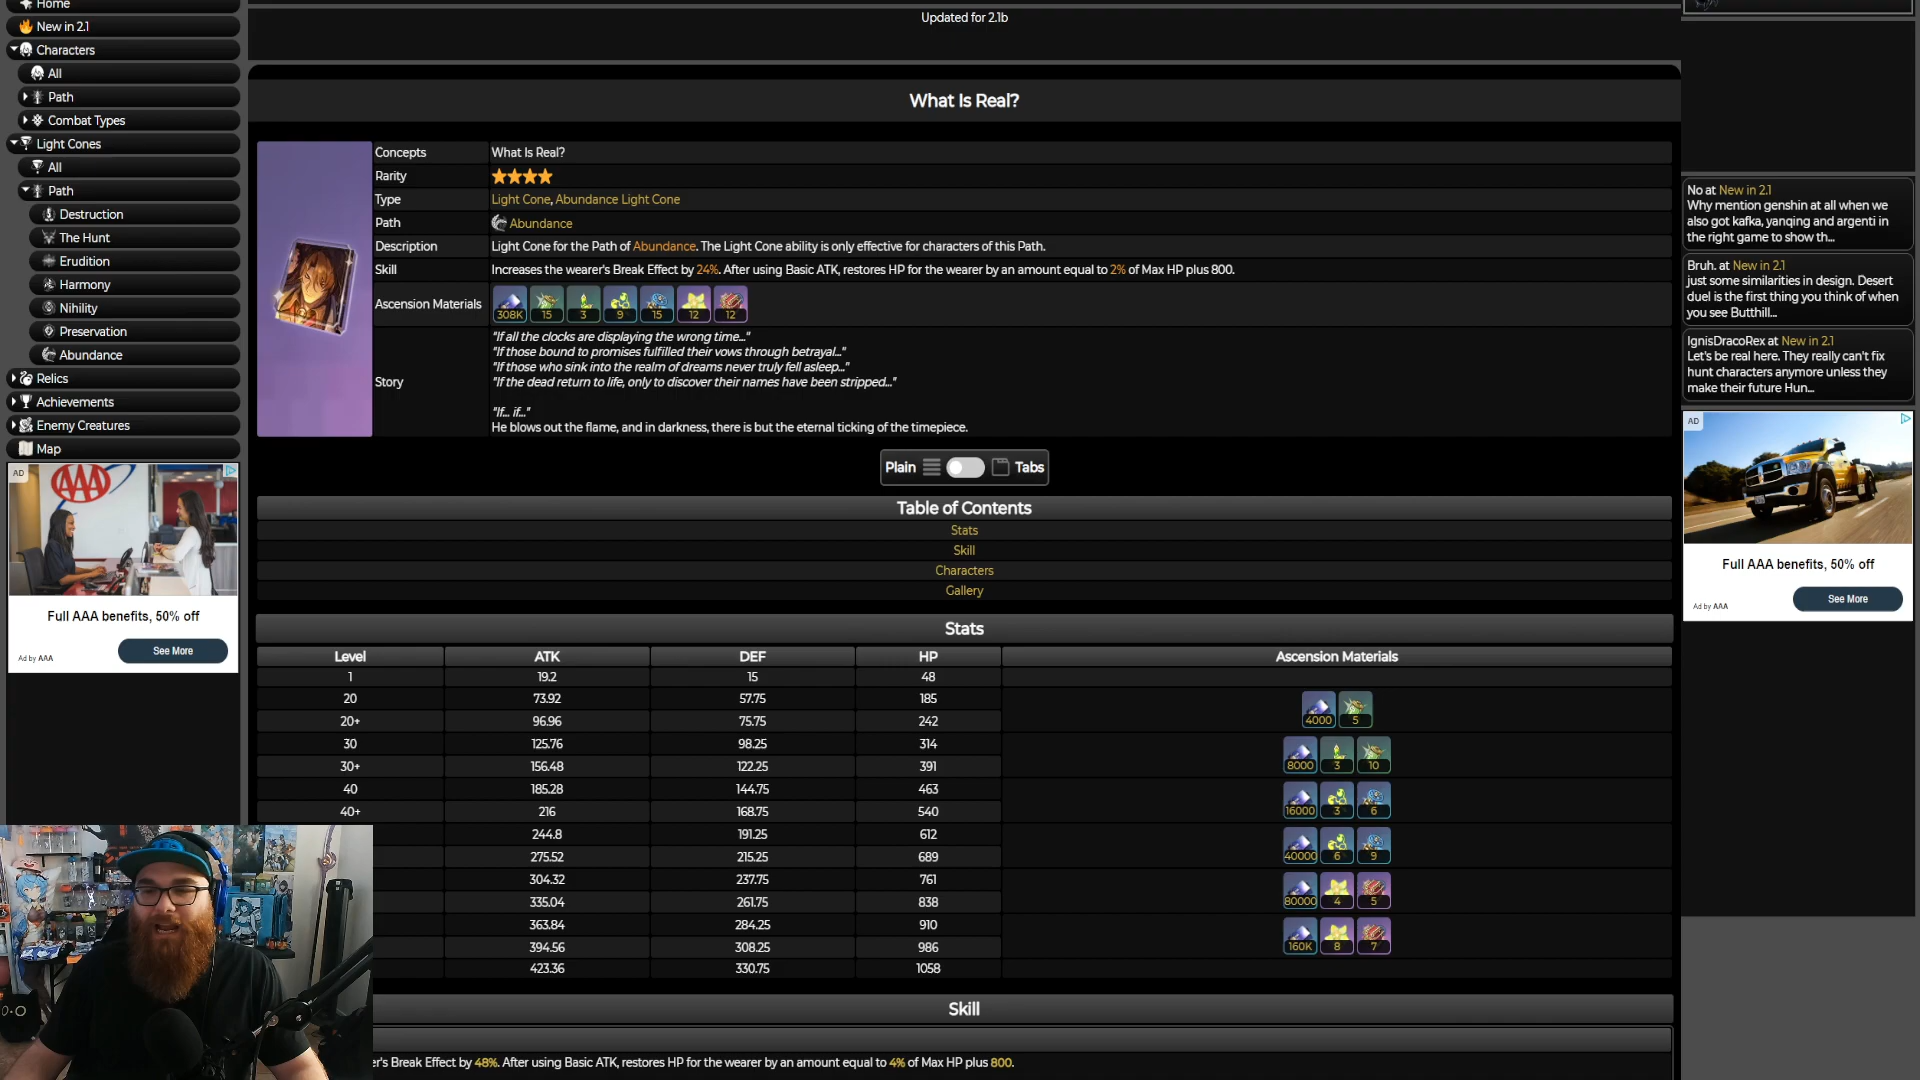 Home
New in 2.1
Characters
All
Path
Combat Types
Light Cones
All
Path
Destruction
The Hunt
Erudition
Harmony
Nihility
Preservation
Abundance
Relics
Achievements
Enemy Creatures
Map
AD
AAA
Full AAA benefits, 50% off
Ad by AAA
See More
Updated for 2.1b
What Is Real?
Concepts What Is Real?
Rarity
Type Light Cone, Abundance Light Cone
Path Abundance
Description Light Cone for the Path of Abundance. The Light Cone ability is only effective for characters of this Path.
Skill Increases the wearer's Break Effect by 24%. After using Basic ATK, restores HP for the wearer by an amount equal to 2% of Max HP plus 800.
Ascension Materials 308K 15 3 9 15 12 12
Story
"If all the clocks are displaying the wrong time..."
"If those bound to promises fulfilled their vows through betrayal..."
"If those who sink into the realm of dreams never truly fell asleep..."
"If the dead return to life, only to discover their names have been stripped..."
"If... if..."
He blows out the flame, and in darkness, there is but the eternal ticking of the timepiece.
Plain Tabs
Table of Contents
Stats
Skill
Characters
Gallery
Stats
Level ATK DEF HP Ascension Materials
1 19.2 15 48
20 73.92 57.75 185
4000 5
20+ 96.96 75.75 242
30 125.76 98.25 314
8000 3 10
30+ 156.48 122.25 391
40 185.28 144.75 463
16000 3 6
40+ 216 168.75 540
244.8 191.25 612
40000 6 9
275.52 215.25 689
304.32 237.75 761
80000 4 5
335.04 261.75 838
363.84 284.25 910
160K 8 7
394.56 308.25 986
423.36 330.75 1058
Skill
er's Break Effect by 48%. After using Basic ATK, restores HP for the wearer by an amount equal to 4% of Max HP plus 800.
No at New in 2.1
Why mention genshin at all when we
also got kafka, yanqing and argenti in
the right game to show th...
Bruh. at New in 2.1
just some similarities in design. Desert
duel is the first thing you think of when
you see Butthill...
IgnisDracoRex at New in 2.1
Let's be real here. They really can't fix
hunt characters anymore unless they
make their future Hun...
AD
Full AAA benefits, 50% off
Ad by AAA
See More